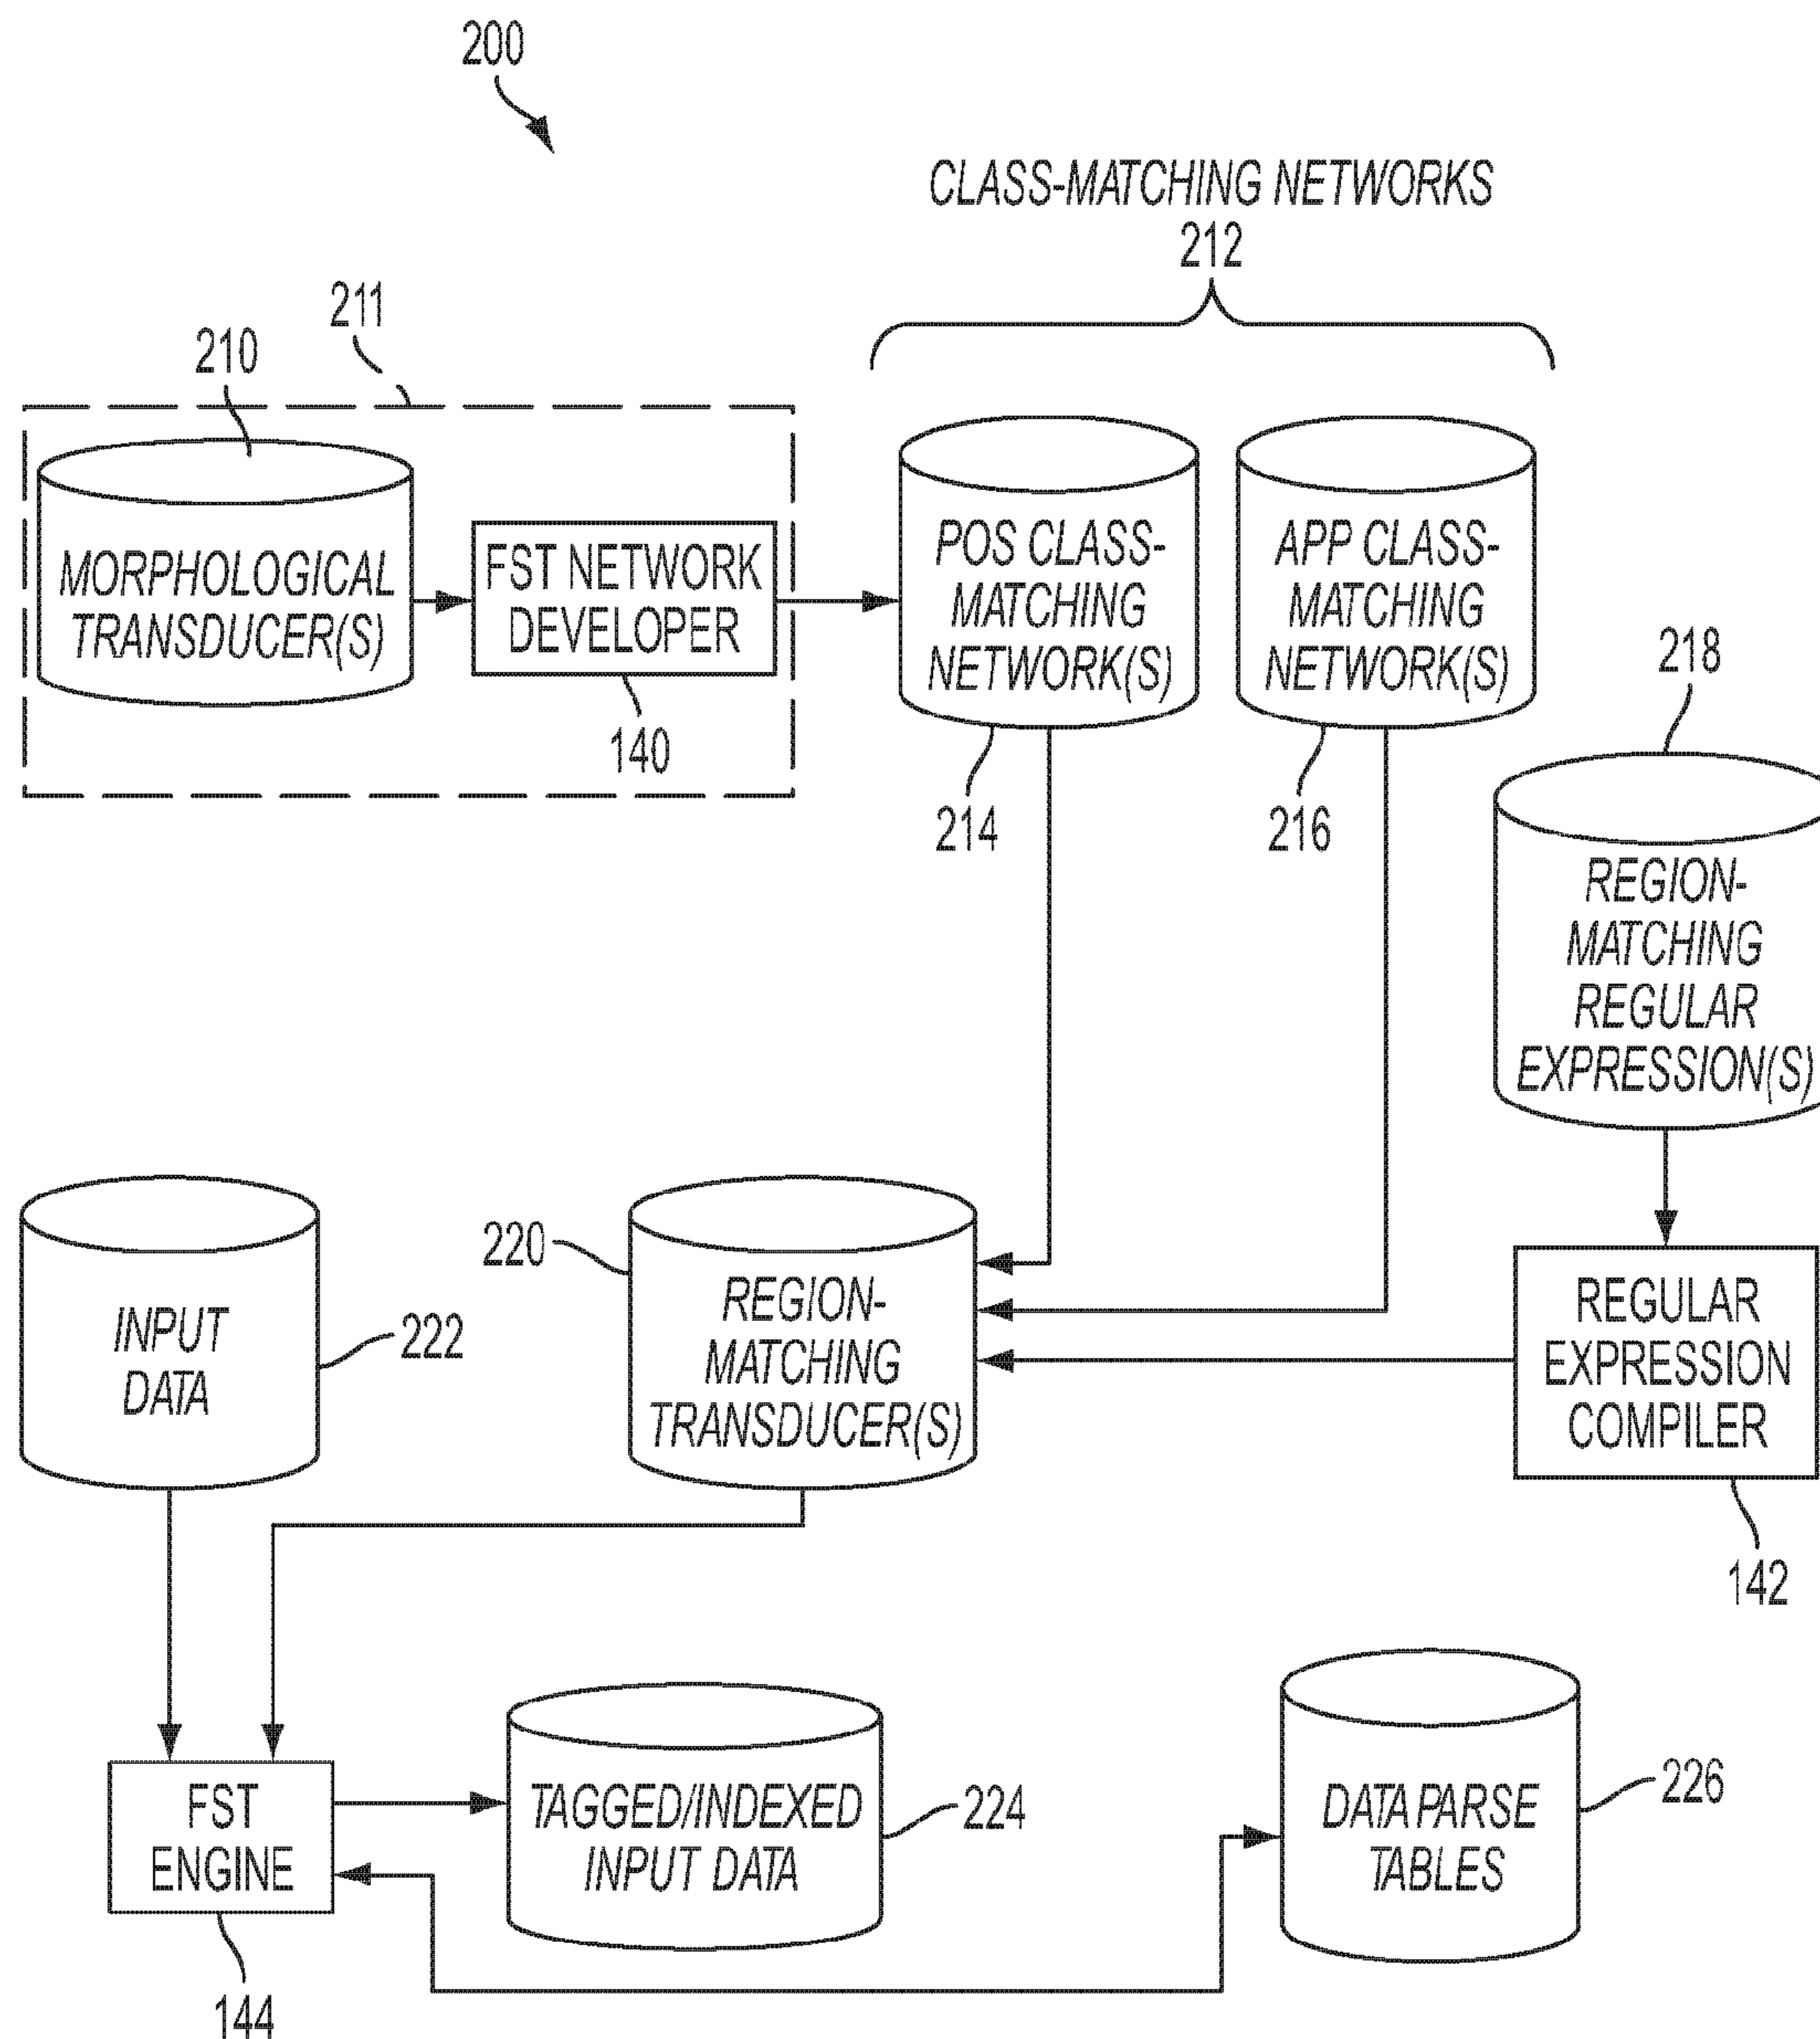 200
CLASS-MATCHING NETWORKS
212
211
210
MORPHOLOGICAL
TRANSDUCER(S)
FST NETWORK
DEVELOPER
140
POS CLASS-
MATCHING
NETWORK(S)
214
APP CLASS-
MATCHING
NETWORK(S)
216
218
REGION-
MATCHING
REGULAR
EXPRESSION(S)
INPUT
DATA
222
220
REGION-
MATCHING
TRANSDUCER(S)
REGULAR
EXPRESSION
COMPILER
142
FST
ENGINE
144
TAGGED/INDEXED
INPUT DATA
224
DATA PARSE
TABLES
226